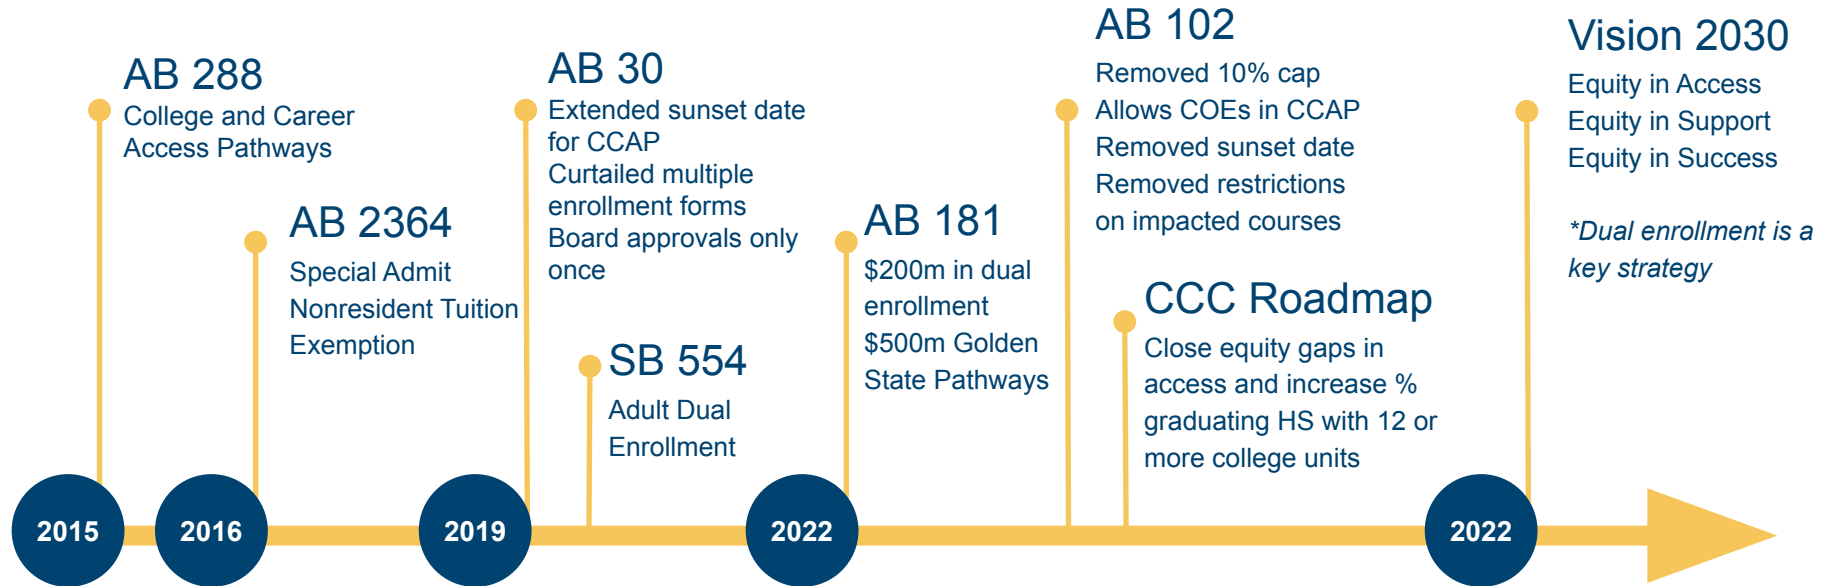 AB 288
College and Career
Access Pathways
AB 2364
Special Admit
Nonresident Tuition
Exemption
AB 30
Extended sunset date
for CCAP
Curtailed multiple
enrollment forms
Board approvals only
once
SB 554
Adult Dual
Enrollment
AB 181
$200m in dual
enrollment
$500m Golden
State Pathways
AB 102
Removed 10% cap
Allows COEs in CCAP
Removed sunset date
Removed restrictions
on impacted courses
CCC Roadmap
Close equity gaps in
access and increase %
graduating HS with 12 or
more college units
Vision 2030
Equity in Access
Equity in Support
Equity in Success
*Dual enrollment is a
key strategy
2015
2016
2019
2022
2022